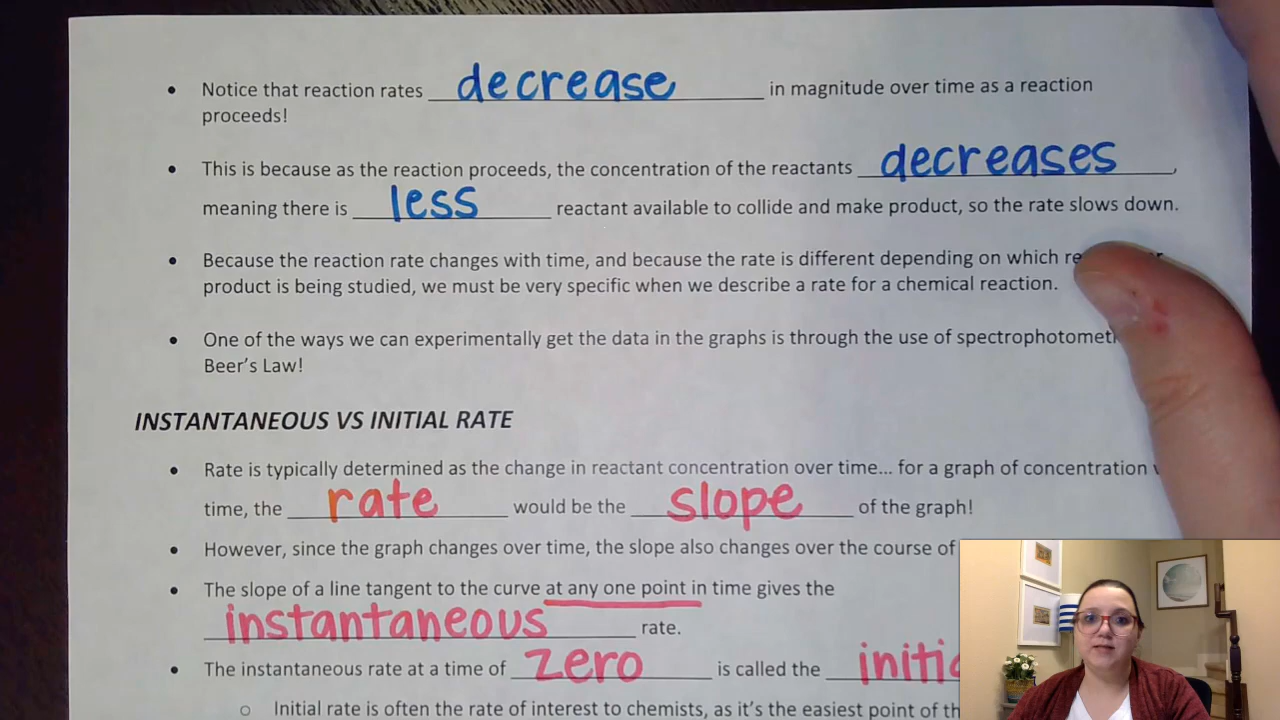 • Notice that reaction rates decrease in magnitude over time as a reaction
proceeds!
• This is because as the reaction proceeds, the concentration of the reactants decreases,
meaning there is less reactant available to collide and make product, so the rate slows down.
• Because the reaction rate changes with time, and because the rate is different depending on which
product is being studied, we must be very specific when we describe a rate for a chemical reaction.
• One of the ways we can experimentally get the data in the graphs is through the use of
Beer's Law!
INSTANTANEOUS VS INITIAL RATE
• Rate is typically determined as the change in reactant concentration over time... for a graph of concentration
time, the rate would be the slope of the graph!
• However, since the graph changes over time, the slope also changes over the course of
• The slope of a line tangent to the curve at any one point in time gives the
instantaneous rate.
• The instantaneous rate at a time of zero is called the
○ Initial rate is often the rate of interest to chemists, as it's the easiest point of